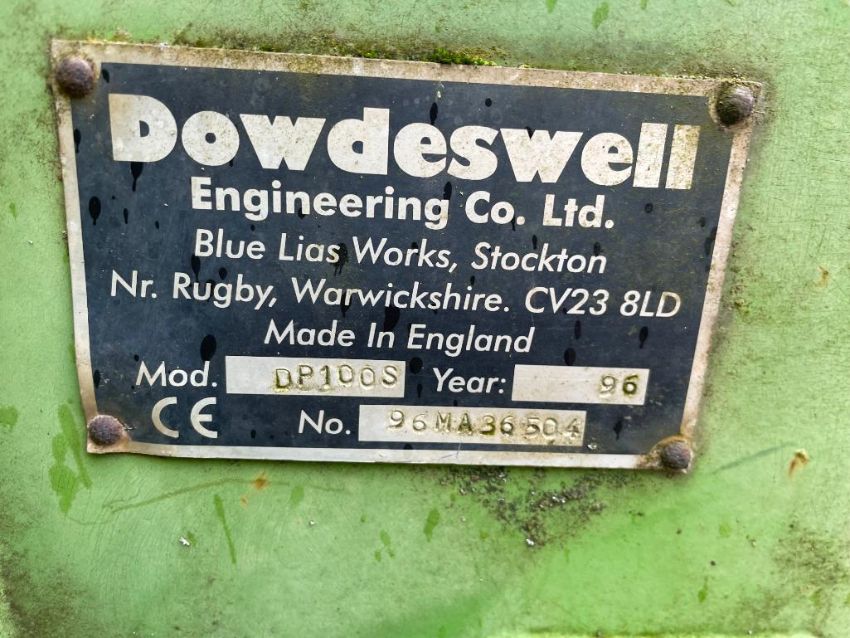 Dowdeswell
Engineering Co. Ltd.
Blue Lias Works, Stockton
Nr. Rugby, Warwickshire. CV23 8LD
Made In England
Mod. DP100S Year: 96
CE No. 96MA36504